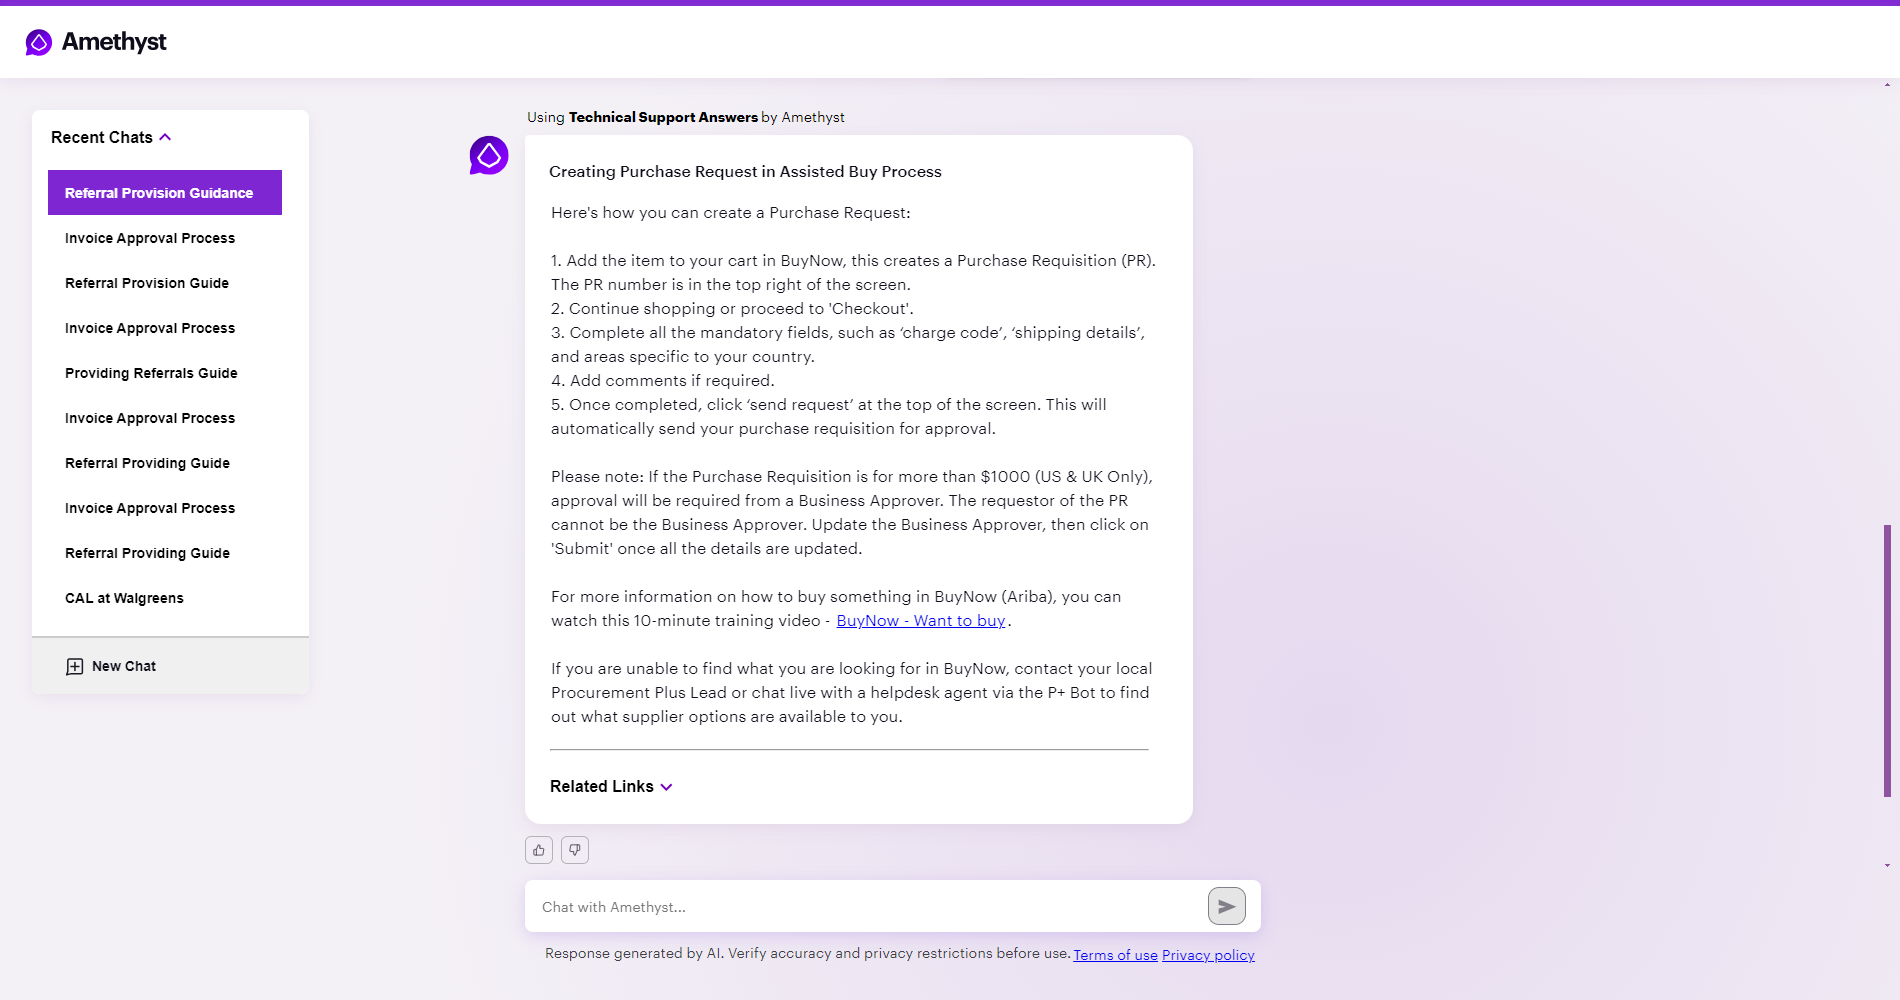 Amethyst
Recent Chats
Referral Provision Guidance
Invoice Approval Process
Referral Provision Guide
Invoice Approval Process
Providing Referrals Guide
Invoice Approval Process
Referral Providing Guide
Invoice Approval Process
Referral Providing Guide
CAL at Walgreens
New Chat
Using Technical Support Answers by Amethyst
Creating Purchase Request in Assisted Buy Process
Here's how you can create a Purchase Request:
1. Add the item to your cart in BuyNow, this creates a Purchase Requisition (PR).
The PR number is in the top right of the screen.
2. Continue shopping or proceed to 'Checkout'.
3. Complete all the mandatory fields, such as ‘charge code’, ‘shipping details’,
and areas specific to your country.
4. Add comments if required.
5. Once completed, click ‘send request’ at the top of the screen. This will
automatically send your purchase requisition for approval.
Please note: If the Purchase Requisition is for more than $1000 (US & UK Only),
approval will be required from a Business Approver. The requestor of the PR
cannot be the Business Approver. Update the Business Approver, then click on
'Submit' once all the details are updated.
For more information on how to buy something in BuyNow (Ariba), you can
watch this 10-minute training video - BuyNow - Want to buy.
If you are unable to find what you are looking for in BuyNow, contact your local
Procurement Plus Lead or chat live with a helpdesk agent via the P+ Bot to find
out what supplier options are available to you.
Related Links
Chat with Amethyst...
Response generated by AI. Verify accuracy and privacy restrictions before use. Terms of use Privacy policy